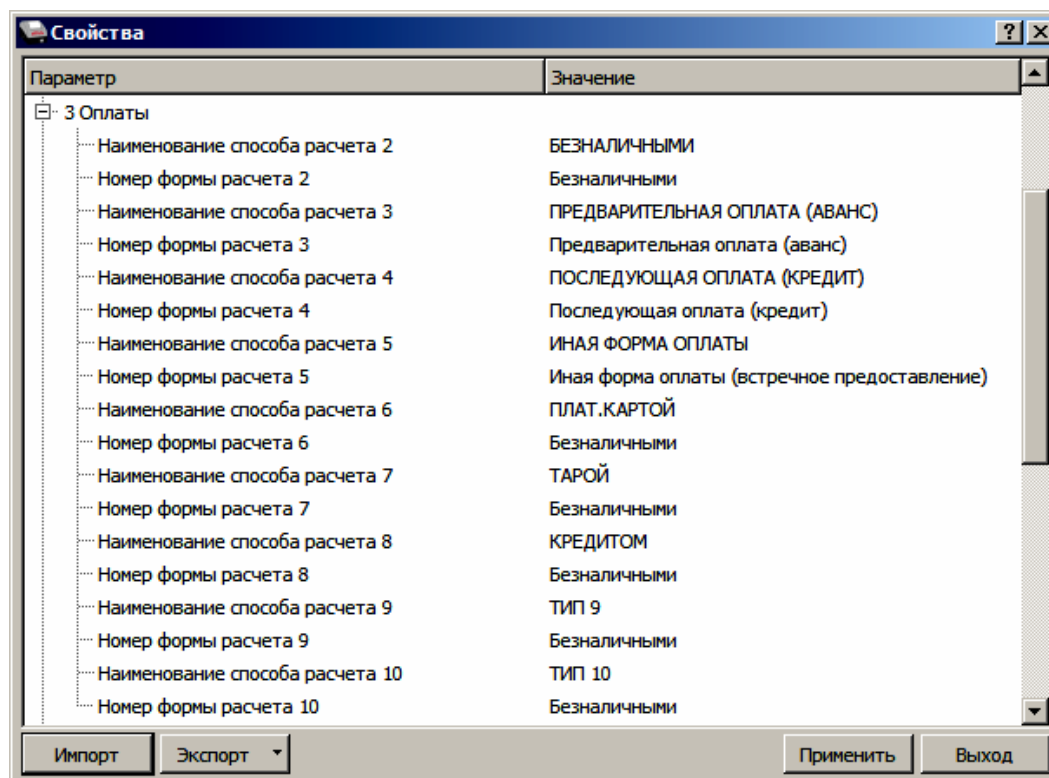 Свойства
Параметр Значение
3 Оплаты
Наименование способа расчета 2 БЕЗНАЛИЧНЫМИ
Номер формы расчета 2 Безналичными
Наименование способа расчета 3 ПРЕДВАРИТЕЛЬНАЯ ОПЛАТА (АВАНС)
Номер формы расчета 3 Предварительная оплата (аванс)
Наименование способа расчета 4 ПОСЛЕДУЮЩАЯ ОПЛАТА (КРЕДИТ)
Номер формы расчета 4 Последующая оплата (кредит)
Наименование способа расчета 5 ИНАЯ ФОРМА ОПЛАТЫ
Номер формы расчета 5 Иная форма оплаты (встречное предоставление)
Наименование способа расчета 6 ПЛАТ.КАРТОЙ
Номер формы расчета 6 Безналичными
Наименование способа расчета 7 ТАРОЙ
Номер формы расчета 7 Безналичными
Наименование способа расчета 8 КРЕДИТОМ
Номер формы расчета 8 Безналичными
Наименование способа расчета 9 ТИП 9
Номер формы расчета 9 Безналичными
Наименование способа расчета 10 ТИП 10
Номер формы расчета 10 Безналичными
Импорт Экспорт Применить Выход